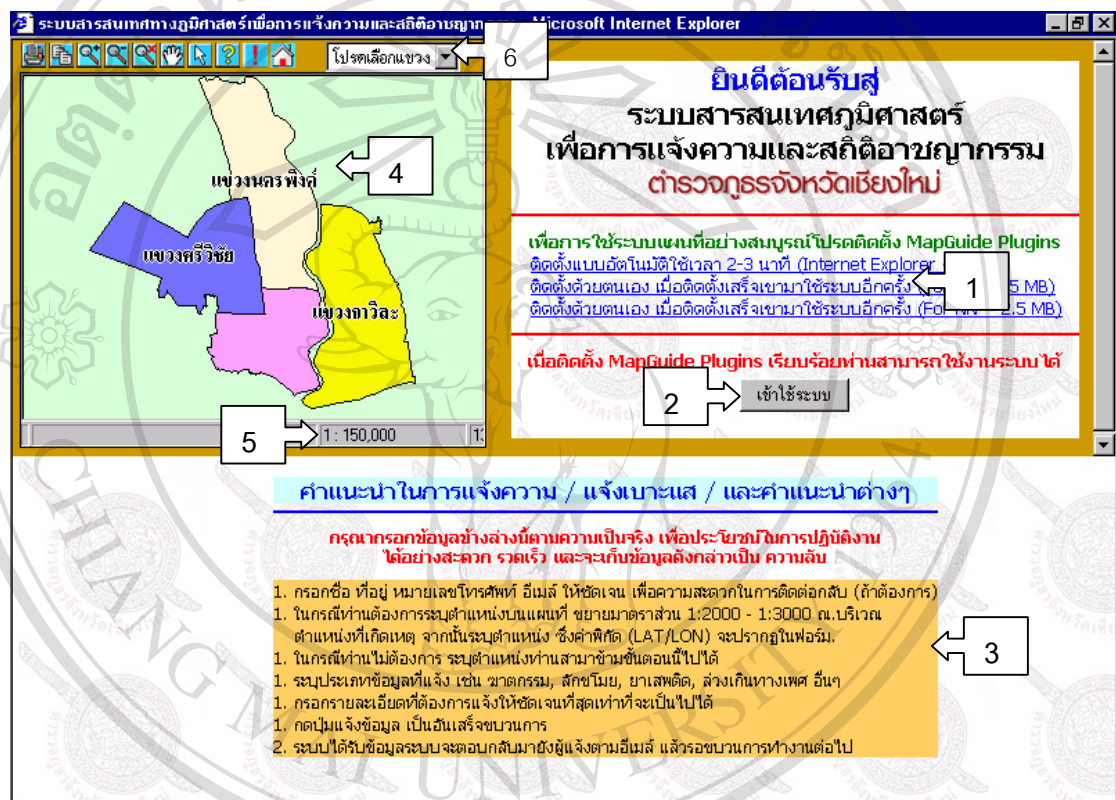 ระบบสารสนเทศทางภูมิศาสตร์เพื่อการแจ้งความและสถิติอาชญากรรม - Microsoft Internet Explorer
โปรดเลือกแขวง
6
4
แขวงนครพิงค์
แขวงศรีวิชัย
แขวงกาวิละ
5
1 : 150,000
ยินดีต้อนรับสู่
ระบบสารสนเทศภูมิศาสตร์
เพื่อการแจ้งความและสถิติอาชญากรรม
ตำรวจภูธรจังหวัดเชียงใหม่
เพื่อการใช้ระบบแผนที่อย่างสมบูรณ์โปรดติดตั้ง MapGuide Plugins
ติดตั้งแบบอัตโนมัติใช้เวลา 2-3 นาที (Internet Explorer
ติดตั้งด้วยตนเอง เมื่อติดตั้งเสร็จเขามาใช้ระบบอีกครั้ง 5 MB)
1
ติดตั้งด้วยตนเอง เมื่อติดตั้งเสร็จเขามาใช้ระบบอีกครั้ง (For 2.5 MB)
เมื่อติดตั้ง MapGuide Plugins เรียบร้อยท่านสามารถใช้งานระบบได้
2
เข้าใช้ระบบ
คำแนะนำในการแจ้งความ / แจ้งเบาะแส / และคำแนะนำต่างๆ
กรุณากรอกข้อมูลข้างล่างนี้ตามความเป็นจริง เพื่อประโยชน์ในการปฏิบัติงาน
ได้อย่างสะดวก รวดเร็ว และจะเก็บข้อมูลดังกล่าวเป็น ความลับ
1. กรอกชื่อ ที่อยู่ หมายเลขโทรศัพท์ อีเมล์ ให้ชัดเจน เพื่อความสะดวกในการติดต่อกลับ (ถ้าต้องการ)
1. ในกรณีท่านต้องการระบุตำแหน่งบนแผนที่ ขยายมาตราส่วน 1:2000 - 1:3000 ณ.บริเวณ
ตำแหน่งที่เกิดเหตุ จากนั้นระบุตำแหน่ง ซึ่งค่าพิกัด (LAT/LON) จะปรากฏในฟอร์ม.
1. ในกรณีท่านไม่ต้องการ ระบุตำแหน่งท่านสามาข้ามขั้นตอนนี้ไปได้
1. ระบุประเภทข้อมูลที่แจ้ง เช่น ฆาตกรรม, ลักขโมย, ยาเสพติด, ล่วงเกินทางเพศ อื่นๆ
1. กรอกรายละเอียดที่ต้องการแจ้งให้ชัดเจนที่สุดเท่าที่จะเป็นไปได้
1. กดปุ่มแจ้งข้อมูล เป็นอันเสร็จขบวนการ
2. ระบบได้รับข้อมูลระบบจะตอบกลับมายังผู้แจ้งตามอีเมล์ แล้วรอขบวนการทำงานต่อไป
3
CHIANG MAI UNIVERSITY 1964